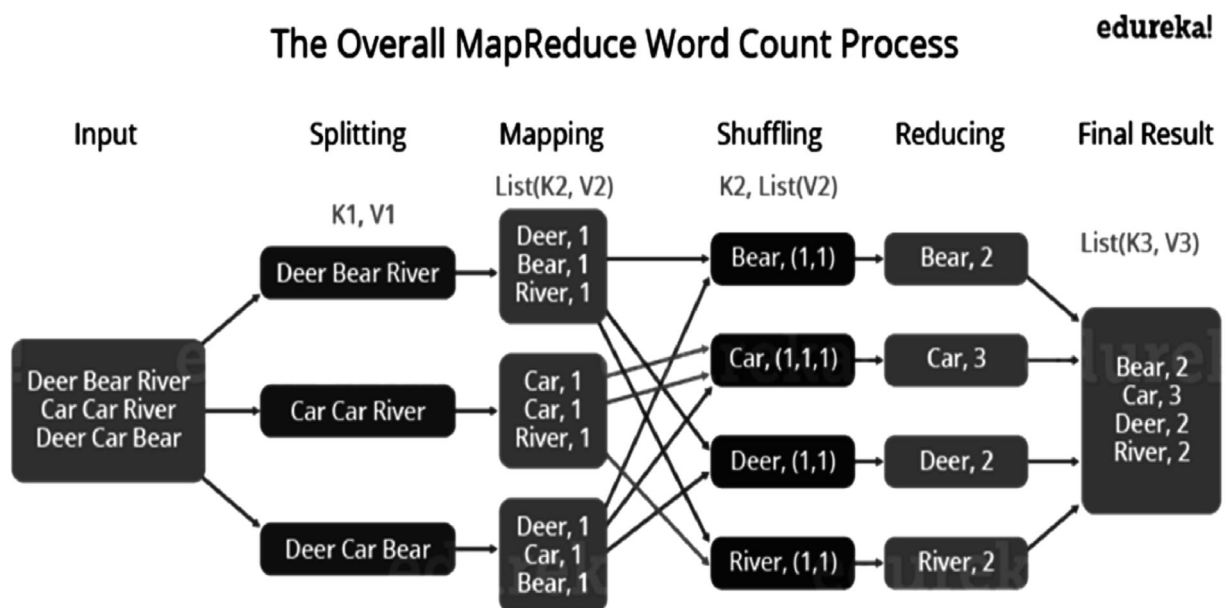 edureka!
The Overall MapReduce Word Count Process
Input
Splitting
Mapping
Shuffling
Reducing
Final Result
K1, V1
List(K2, V2)
K2, List(V2)
List(K3, V3)
Deer Bear River
Car Car River
Deer Car Bear
Deer Bear River
Car Car River
Deer Car Bear
Deer, 1
Bear, 1
River, 1
Car, 1
Car, 1
River, 1
Deer, 1
Car, 1
Bear, 1
Bear, (1,1)
Car, (1,1,1)
Deer, (1,1)
River, (1,1)
Bear, 2
Car, 3
Deer, 2
River, 2
Bear, 2
Car, 3
Deer, 2
River, 2